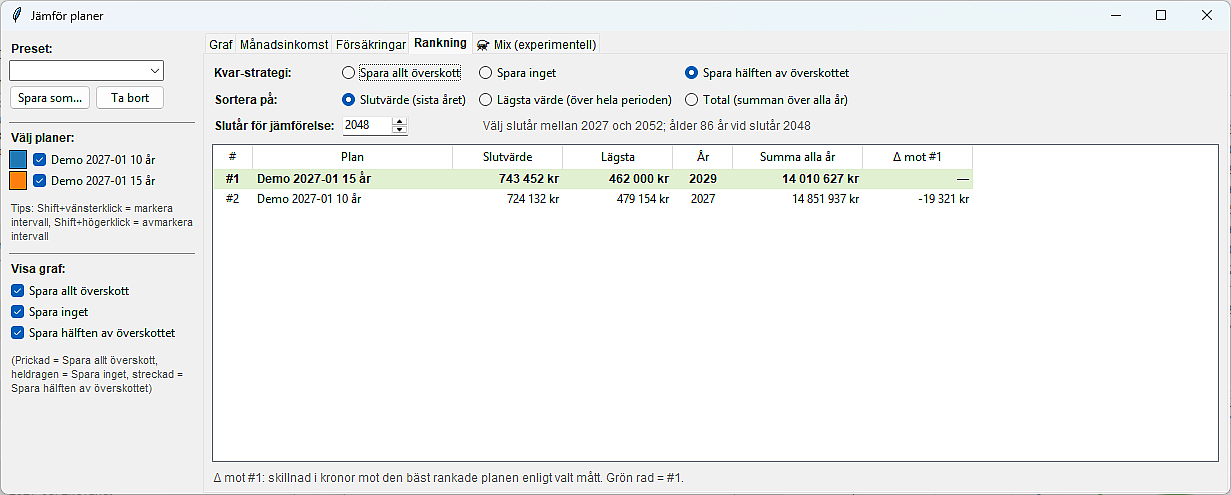 Jämför planer
Preset:
Spara som...
Ta bort
Välj planer:
Demo 2027-01 10 år
Demo 2027-01 15 år
Tips: Shift+vänsterklick = markera
intervall, Shift+högerklick = avmarkera
intervall
Visa graf:
Spara allt överskott
Spara inget
Spara hälften av överskottet
(Prickad = Spara allt överskott,
heldragen = Spara inget, streckad =
Spara hälften av överskottet)
Graf Månadsinkomst Försäkringar Rankning Mix (experimentell)
Kvar-strategi: Spara allt överskott Spara inget Spara hälften av överskottet
Sortera på: Slutvärde (sista året) Lägsta värde (över hela perioden) Total (summan över alla år)
Slutår för jämförelse: 2048 Välj slutår mellan 2027 och 2052; ålder 86 år vid slutår 2048
# Plan Slutvärde Lägsta År Summa alla år Δ mot #1
#1 Demo 2027-01 15 år 743 452 kr 462 000 kr 2029 14 010 627 kr —
#2 Demo 2027-01 10 år 724 132 kr 479 154 kr 2027 14 851 937 kr -19 321 kr
Δ mot #1: skillnad i kronor mot den bäst rankade planen enligt valt mått. Grön rad = #1.